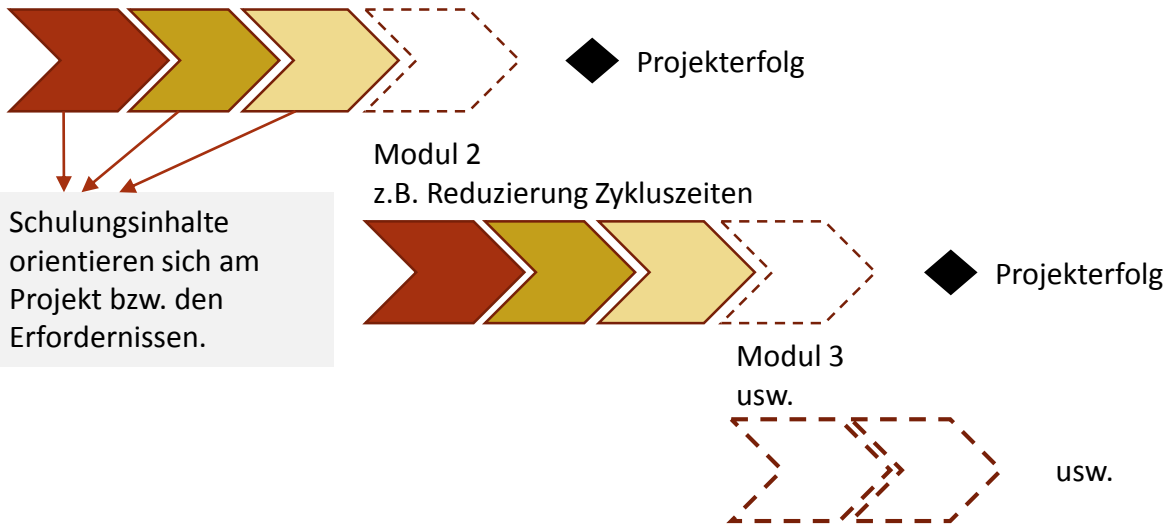 Projekterfolg
Modul 2
z.B. Reduzierung Zykluszeiten
Schulungsinhalte
orientieren sich am
Projekt bzw. den
Erfordernissen.
Projekterfolg
Modul 3
usw.
usw.